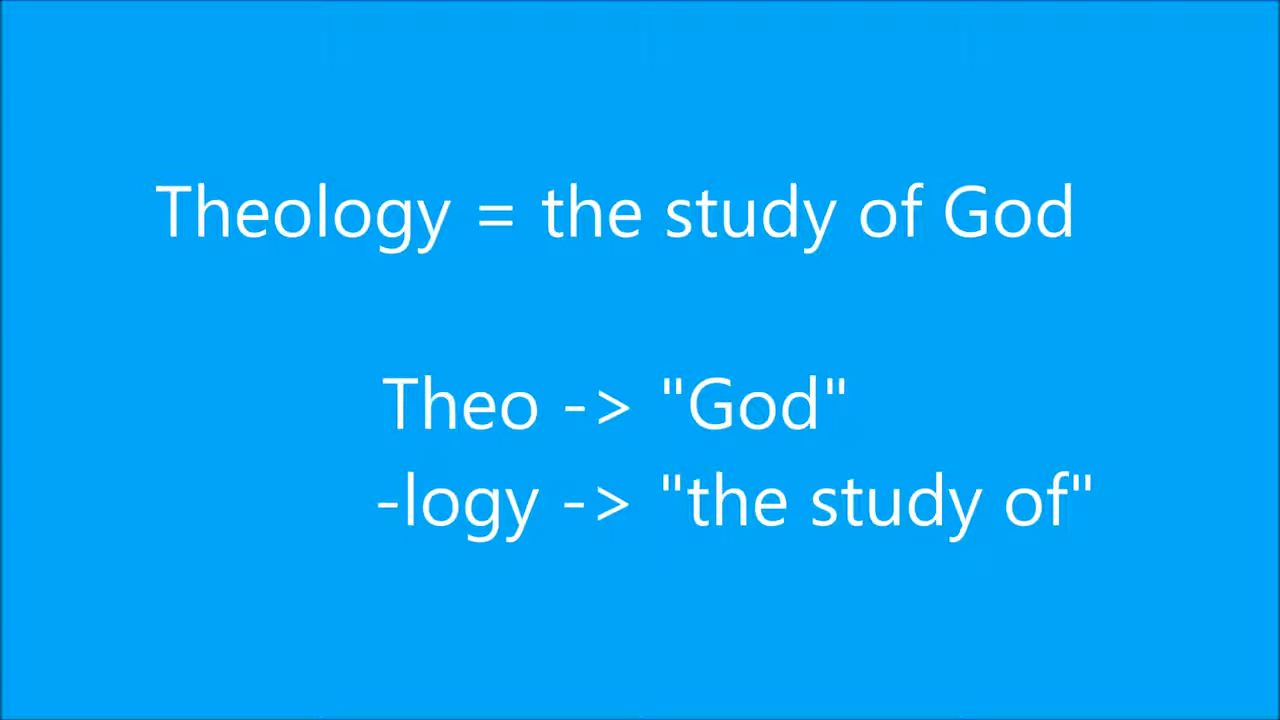 Theology = the study of God
Theo -> "God"
-logy -> "the study of"